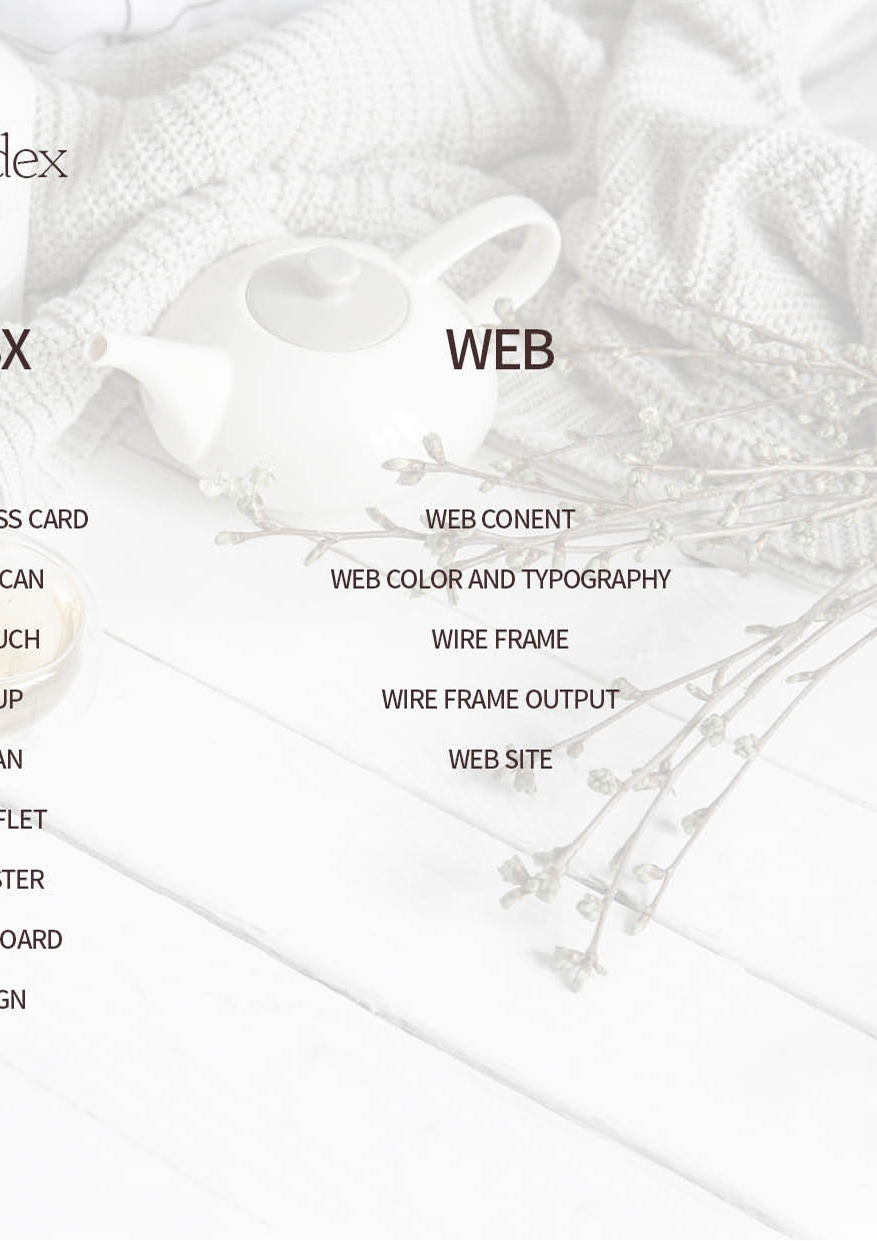 dex
X
SS CARD
CAN
UCH
UP
AN
FLET
STER
OARD
GN
WEB
WEB CONENT
WEB COLOR AND TYPOGRAPHY
WIRE FRAME
WIRE FRAME OUTPUT
WEB SITE